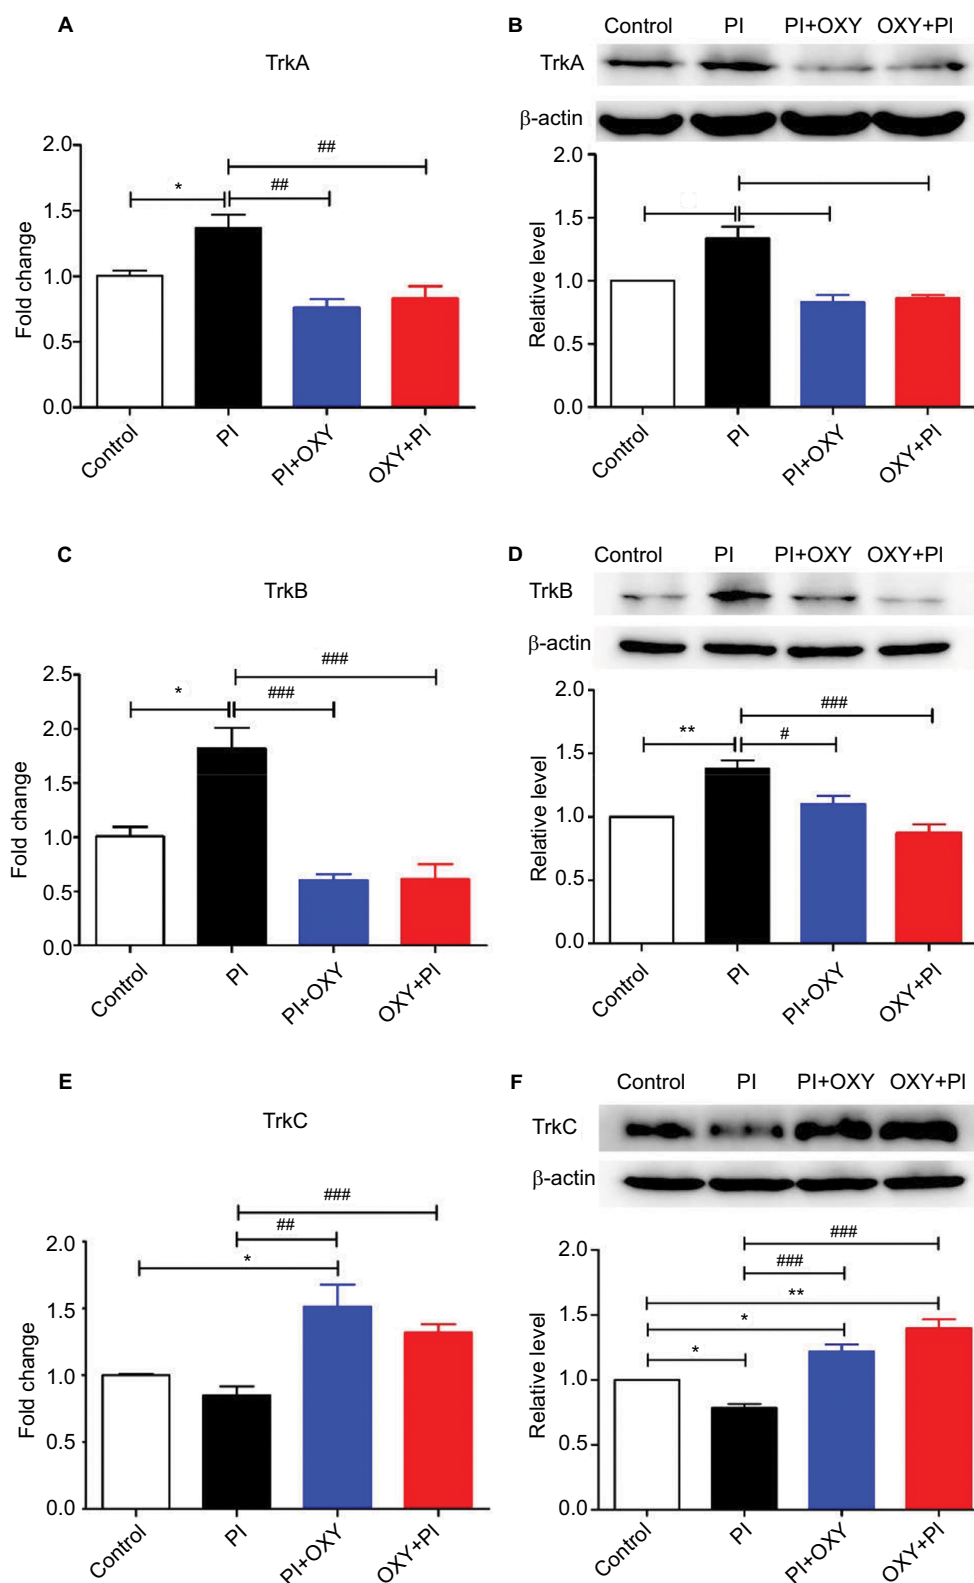 A
TrkA
Fold change
2.0
1.5
1.0
0.5
0.0
*
##
##
Control
PI
PI+OXY
OXY+PI
B
Control PI PI+OXY OXY+PI
TrkA
β-actin
Relative level
2.0
1.5
1.0
0.5
0.0
Control
PI
PI+OXY
OXY+PI
C
TrkB
Fold change
2.5
2.0
1.5
1.0
0.5
0.0
###
*
###
Control
PI
PI+OXY
OXY+PI
D
Control PI PI+OXY OXY+PI
TrkB
β-actin
Relative level
2.0
1.5
1.0
0.5
0.0
###
**
#
Control
PI
PI+OXY
OXY+PI
E
TrkC
Fold change
2.0
1.5
1.0
0.5
0.0
###
##
*
Control
PI
PI+OXY
OXY+PI
F
Control PI PI+OXY OXY+PI
TrkC
β-actin
Relative level
2.0
1.5
1.0
0.5
0.0
###
###
**
*
*
Control
PI
PI+OXY
OXY+PI